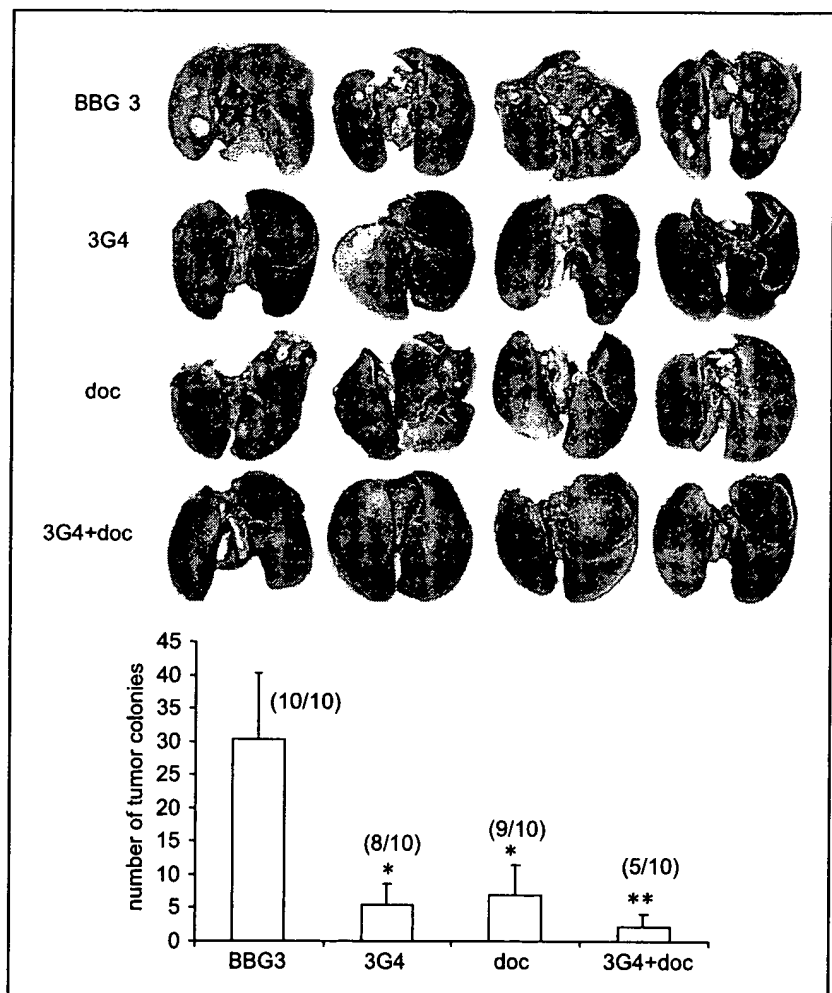 BBG 3
3G4
doc
3G4+doc
number of tumor colonies
45
40
35
30
25
20
15
10
5
0
(10/10)
(8/10)
*
(9/10)
*
(5/10)
**
BBG3
3G4
doc
3G4+doc